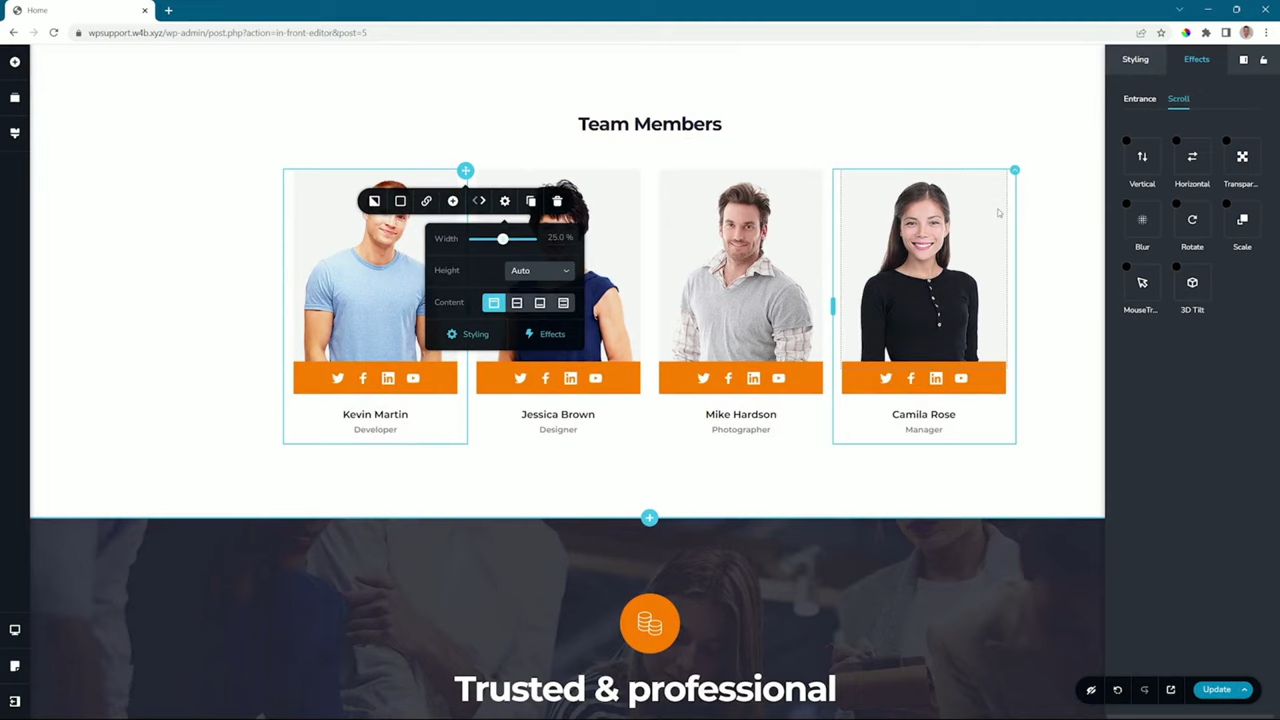 Home
wpsupport.w4b.xyz/wp-admin/post.php?action=in-front-editor&post=5
Styling
Effects
Entrance
Scroll
Vertical
Horizontal
Transpar...
Blur
Rotate
Scale
MouseTr...
3D Tilt
Team Members
Width
25.0 %
Height
Auto
Content
Styling
Effects
Kevin Martin
Developer
Jessica Brown
Designer
Mike Hardson
Photographer
Camila Rose
Manager
Trusted & professional
Update